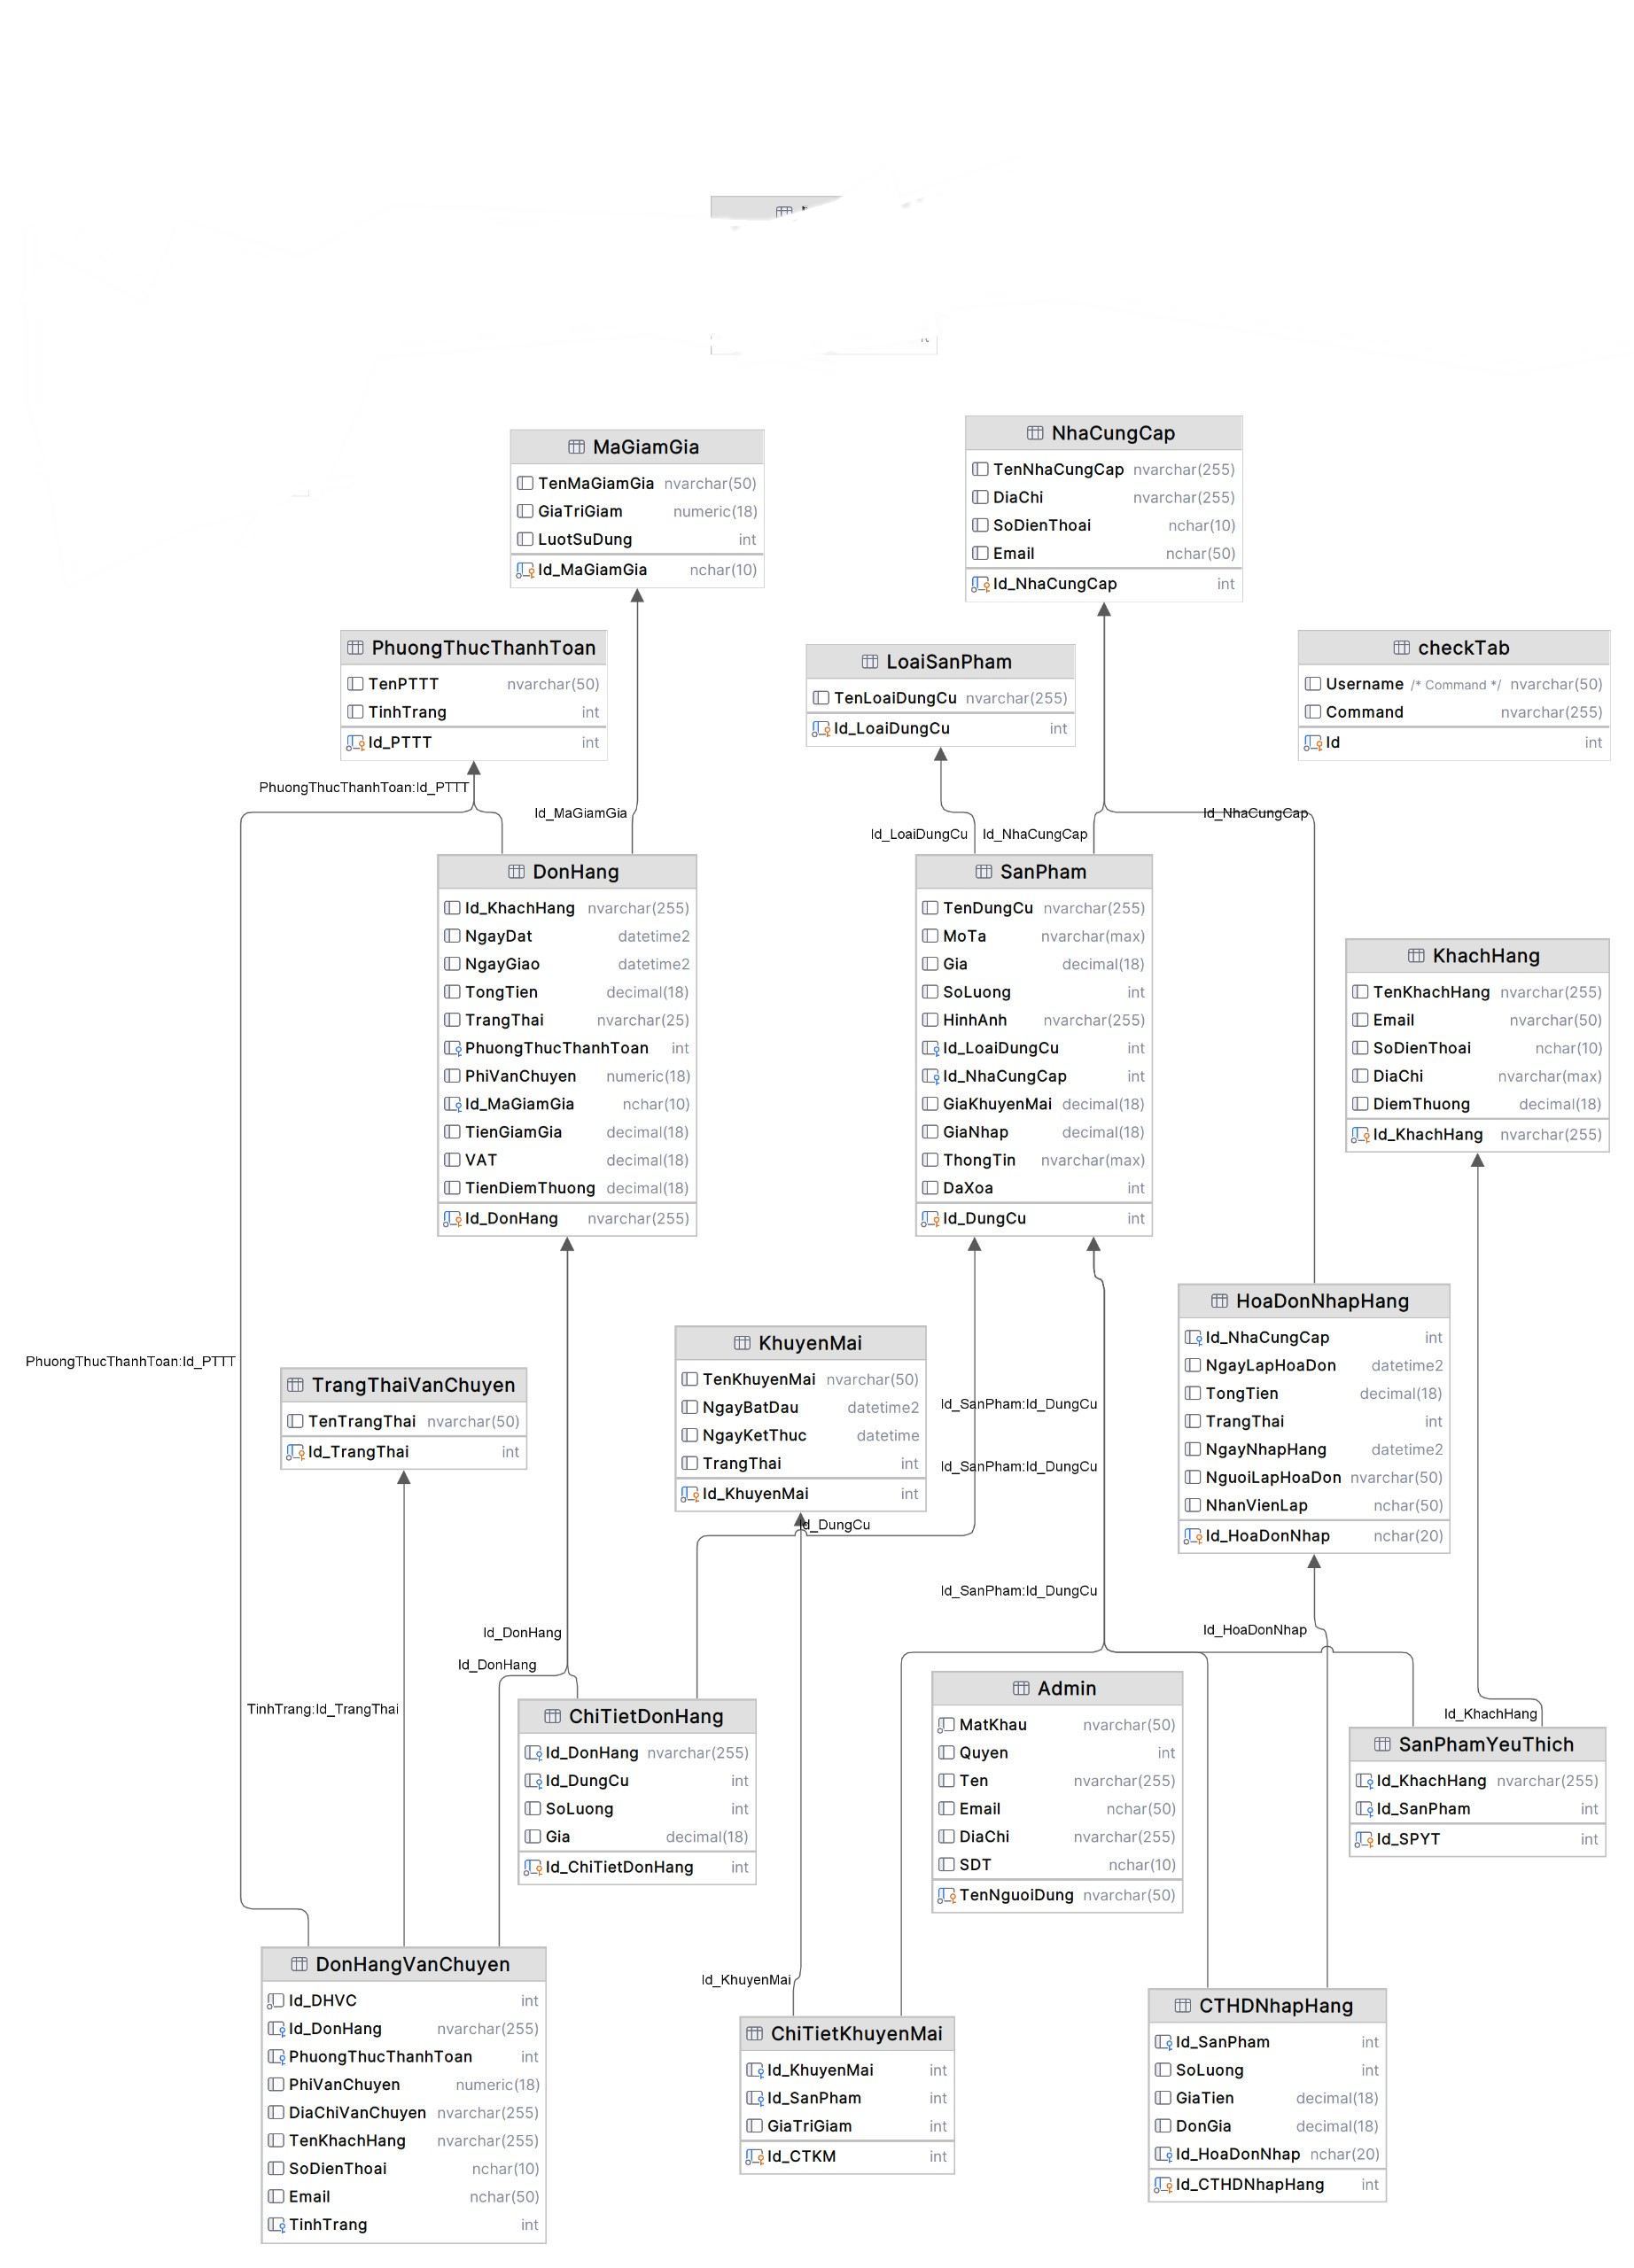 MaGiamGia
TenMaGiamGia nvarchar(50)
GiaTriGiam numeric(18)
LuotSuDung int
Id_MaGiamGia nchar(10)
NhaCungCap
TenNhaCungCap nvarchar(255)
DiaChi nvarchar(255)
SoDienThoai nchar(10)
Email nchar(50)
Id_NhaCungCap int
PhuongThucThanhToan
TenPTTT nvarchar(50)
TinhTrang int
Id_PTTT int
LoaiSanPham
TenLoaiDungCu nvarchar(255)
Id_LoaiDungCu int
checkTab
Username /* Command */ nvarchar(50)
Command nvarchar(255)
Id int
PhuongThucThanhToan:Id_PTTT
Id_MaGiamGia
Id_LoaiDungCu
Id_NhaCungCap
Id_NhaCungCap
DonHang
Id_KhachHang nvarchar(255)
NgayDat datetime2
NgayGiao datetime2
TongTien decimal(18)
TrangThai nvarchar(25)
PhuongThucThanhToan int
PhiVanChuyen numeric(18)
Id_MaGiamGia nchar(10)
TienGiamGia decimal(18)
VAT decimal(18)
TienDiemThuong decimal(18)
Id_DonHang nvarchar(255)
SanPham
TenDungCu nvarchar(255)
MoTa nvarchar(max)
Gia decimal(18)
SoLuong int
HinhAnh nvarchar(255)
Id_LoaiDungCu int
Id_NhaCungCap int
GiaKhuyenMai decimal(18)
GiaNhap decimal(18)
ThongTin nvarchar(max)
DaXoa int
Id_DungCu int
KhachHang
TenKhachHang nvarchar(255)
Email nvarchar(50)
SoDienThoai nchar(10)
DiaChi nvarchar(max)
DiemThuong decimal(18)
Id_KhachHang nvarchar(255)
HoaDonNhapHang
Id_NhaCungCap int
NgayLapHoaDon datetime2
TongTien decimal(18)
TrangThai int
NgayNhapHang datetime2
NguoiLapHoaDon nvarchar(50)
NhanVienLap nchar(50)
Id_HoaDonNhap nchar(20)
KhuyenMai
TenKhuyenMai nvarchar(50)
NgayBatDau datetime2
NgayKetThuc datetime
TrangThai int
Id_KhuyenMai int
PhuongThucThanhToan:Id_PTTT
TrangThaiVanChuyen
TenTrangThai nvarchar(50)
Id_TrangThai int
Id_SanPham:Id_DungCu
Id_SanPham:Id_DungCu
Id_DungCu
Id_SanPham:Id_DungCu
Id_DonHang
Id_DonHang
Id_HoaDonNhap
TinhTrang:Id_TrangThai
Id_KhachHang
ChiTietDonHang
Id_DonHang nvarchar(255)
Id_DungCu int
SoLuong int
Gia decimal(18)
Id_ChiTietDonHang int
Admin
MatKhau nvarchar(50)
Quyen int
Ten nvarchar(255)
Email nchar(50)
DiaChi nvarchar(255)
SDT nchar(10)
TenNguoiDung nvarchar(50)
SanPhamYeuThich
Id_KhachHang nvarchar(255)
Id_SanPham int
Id_SPYT int
DonHangVanChuyen
Id_DHVC int
Id_DonHang nvarchar(255)
PhuongThucThanhToan int
PhiVanChuyen numeric(18)
DiaChiVanChuyen nvarchar(255)
TenKhachHang nvarchar(255)
SoDienThoai nchar(10)
Email nchar(50)
TinhTrang int
Id_KhuyenMai
ChiTietKhuyenMai
Id_KhuyenMai int
Id_SanPham int
GiaTriGiam int
Id_CTKM int
CTHDNhapHang
Id_SanPham int
SoLuong int
GiaTien decimal(18)
DonGia decimal(18)
Id_HoaDonNhap nchar(20)
Id_CTHDNhapHang int